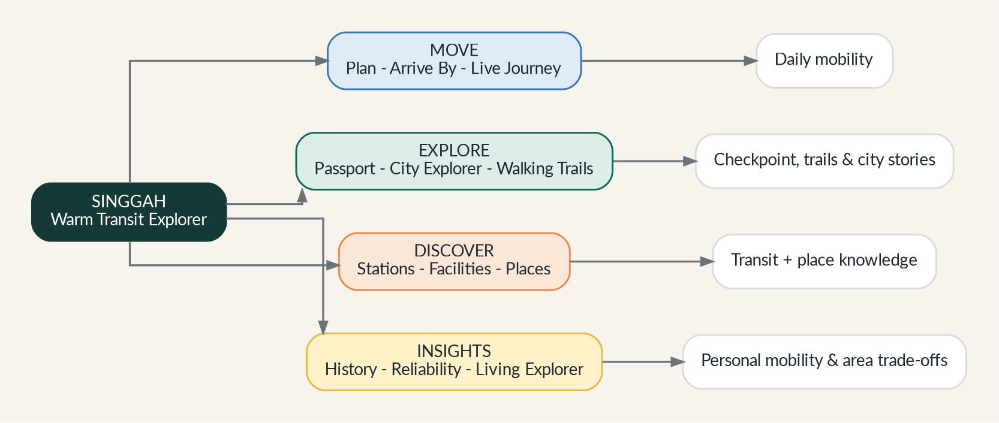 SINGGAH
Warm Transit Explorer
MOVE
Plan - Arrive By - Live Journey
Daily mobility
EXPLORE
Passport - City Explorer - Walking Trails
Checkpoint, trails & city stories
DISCOVER
Stations - Facilities - Places
Transit + place knowledge
INSIGHTS
History - Reliability - Living Explorer
Personal mobility & area trade-offs